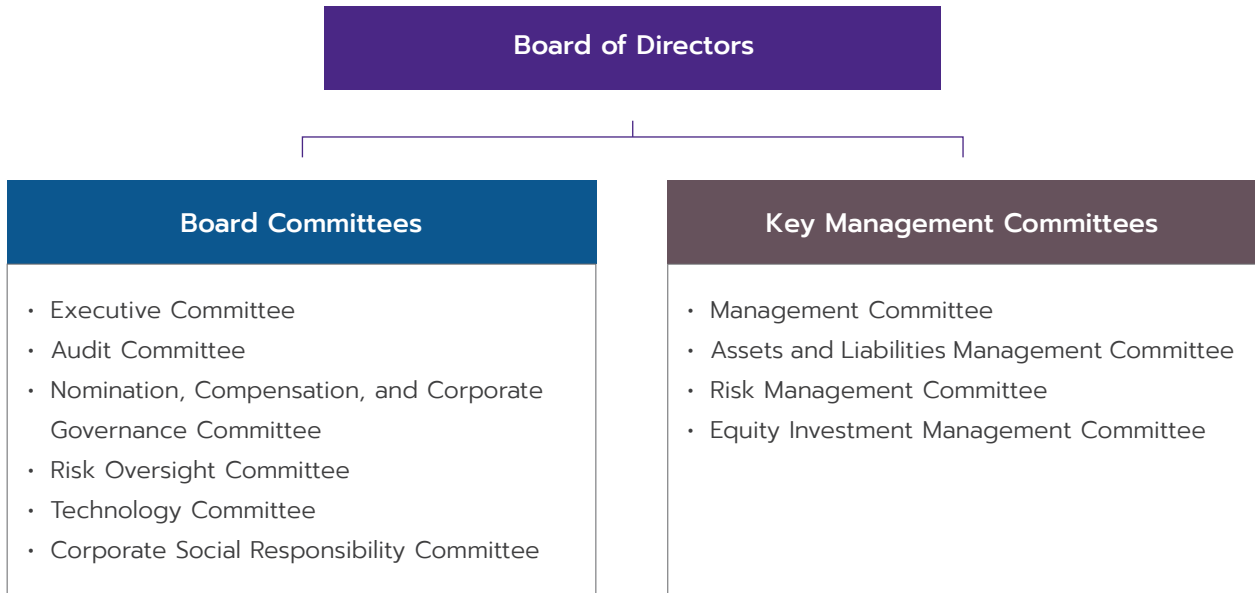 Board of Directors
Board Committees
• Executive Committee
• Audit Committee
• Nomination, Compensation, and Corporate
Governance Committee
• Risk Oversight Committee
• Technology Committee
• Corporate Social Responsibility Committee
Key Management Committees
• Management Committee
• Assets and Liabilities Management Committee
• Risk Management Committee
• Equity Investment Management Committee